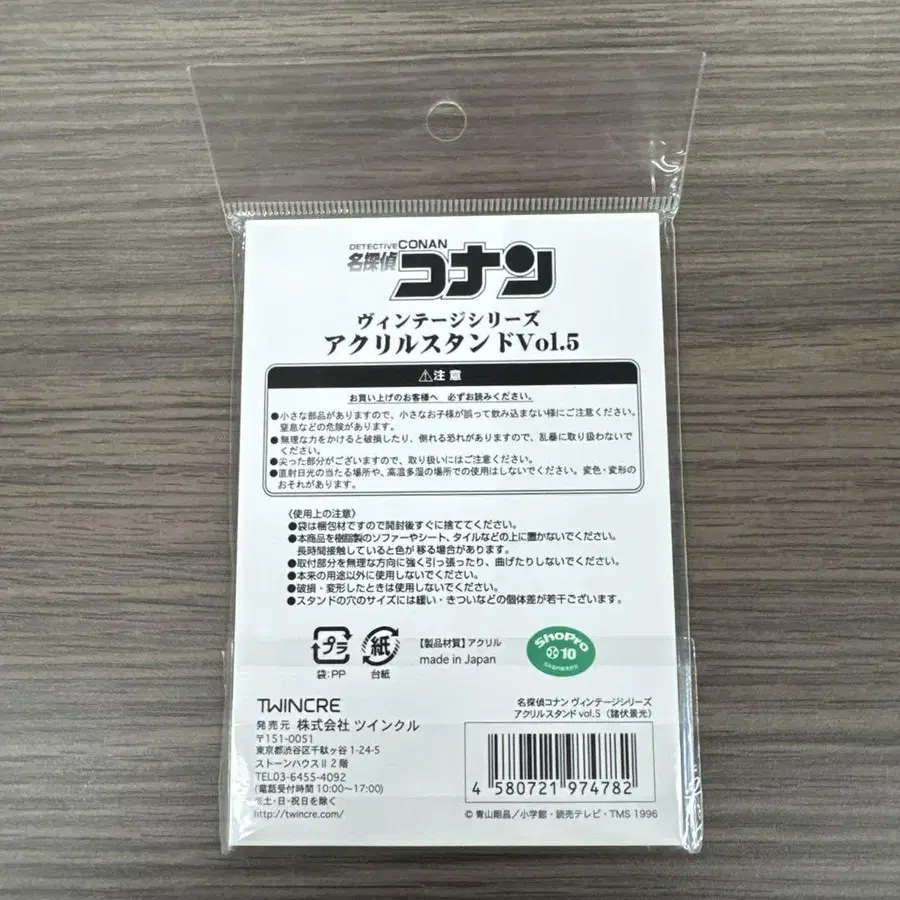 DETECTIVE CONAN
名探偵コナン
ヴィンテージシリーズ
アクリルスタンドVol.5
⚠注意
お買い上げのお客様へ 必ずお読みください。
●小さな部品がありますので、小さなお子様が誤って飲み込まない様にご注意ください。
窒息などの危険があります。
●無理な力をかけると破損したり、倒れる恐れがありますので、乱暴に取り扱わないで
ください。
●尖った部分がございますので、取り扱いにはご注意ください。
●直射日光の当たる場所や、高温多湿の場所での使用はしないでください。変色・変形の
おそれがあります。
〈使用上の注意〉
●袋は梱包材ですので開封後すぐに捨ててください。
●本商品を樹脂製のソファーやシート、タイルなどの上に置かないでください。
長時間接触していると色が移る場合があります。
●取付部分を無理な方向に強く引っ張ったり、曲げたりしないでください。
●本来の用途以外に使用しないでください。
●破損・変形したときは使用しないでください。
●スタンドの穴のサイズには緩い・きついなどの個体差が若干ございます。
プラ
袋:PP
紙
台紙
【製品材質】アクリル
made in Japan
ShoPro
10
TWINCRE
発売元 株式会社 ツインクル
〒151-0051
東京都渋谷区千駄ヶ谷1-24-5
ストーンハウスⅡ2階
TEL03-6455-4092
(電話受付時間 10:00〜17:00)
土・日・祝日を除く
http://twincre.com/
名探偵コナン ヴィンテージシリーズ
アクリルスタンド vol.5(諸伏景光)
4 580721 974782
© 青山剛昌/小学館・読売テレビ・TMS 1996